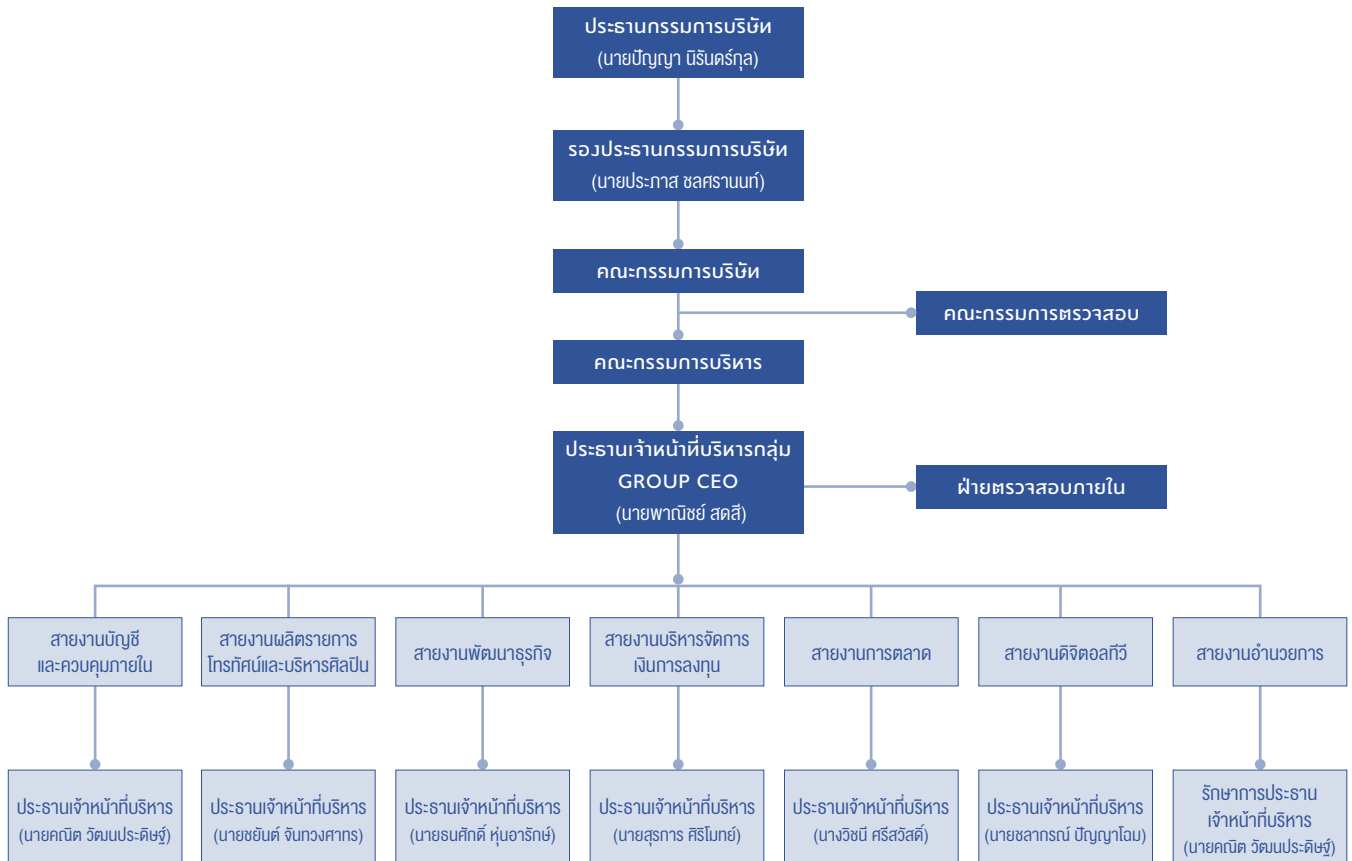 ประธานกรรมการบริษัท
(นายปัญญา นิรันดร์กุล)
รองประธานกรรมการบริษัท
(นายประภาส ชลศรานนท์)
คณะกรรมการบริษัท
คณะกรรมการตรวจสอบ
คณะกรรมการบริหาร
ประธานเจ้าหน้าที่บริหารกลุ่ม
GROUP CEO
(นายพาณิชย์ สดสี)
ฝ่ายตรวจสอบภายใน
สายงานบัญชี
และควบคุมภายใน
สายงานผลิตรายการ
โทรทัศน์และบริหารศิลปิน
สายงานพัฒนาธุรกิจ
สายงานบริหารจัดการ
เงินการลงทุน
สายงานการตลาด
สายงานดิจิตอลทีวี
สายงานอำนวยการ
ประธานเจ้าหน้าที่บริหาร
(นายคณิต วัฒนประดิษฐ์)
ประธานเจ้าหน้าที่บริหาร
(นายชยันต์ จันทวงศาทร)
ประธานเจ้าหน้าที่บริหาร
(นายธนศักดิ์ หุ่นอารักษ์)
ประธานเจ้าหน้าที่บริหาร
(นายสุรการ ศิริโมทย์)
ประธานเจ้าหน้าที่บริหาร
(นางวิชนี ศรีสวัสดิ์)
ประธานเจ้าหน้าที่บริหาร
(นายชลากรณ์ ปัญญาโฉม)
รักษาการประธาน
เจ้าหน้าที่บริหาร
(นายคณิต วัฒนประดิษฐ์)